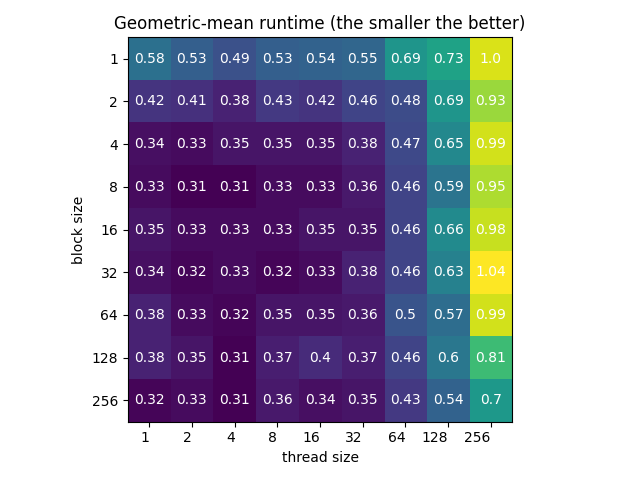 Geometric-mean runtime (the smaller the better)
1 0.58 0.53 0.49 0.53 0.54 0.55 0.69 0.73 1.0
2 0.42 0.41 0.38 0.43 0.42 0.46 0.48 0.69 0.93
4 0.34 0.33 0.35 0.35 0.35 0.38 0.47 0.65 0.99
8 0.33 0.31 0.31 0.33 0.33 0.36 0.46 0.59 0.95
16 0.35 0.33 0.33 0.33 0.35 0.35 0.46 0.66 0.98
32 0.34 0.32 0.33 0.32 0.33 0.38 0.46 0.63 1.04
64 0.38 0.33 0.32 0.35 0.35 0.36 0.5 0.57 0.99
128 0.38 0.35 0.31 0.37 0.4 0.37 0.46 0.6 0.81
256 0.32 0.33 0.31 0.36 0.34 0.35 0.43 0.54 0.7
block size
1 2 4 8 16 32 64 128 256
thread size